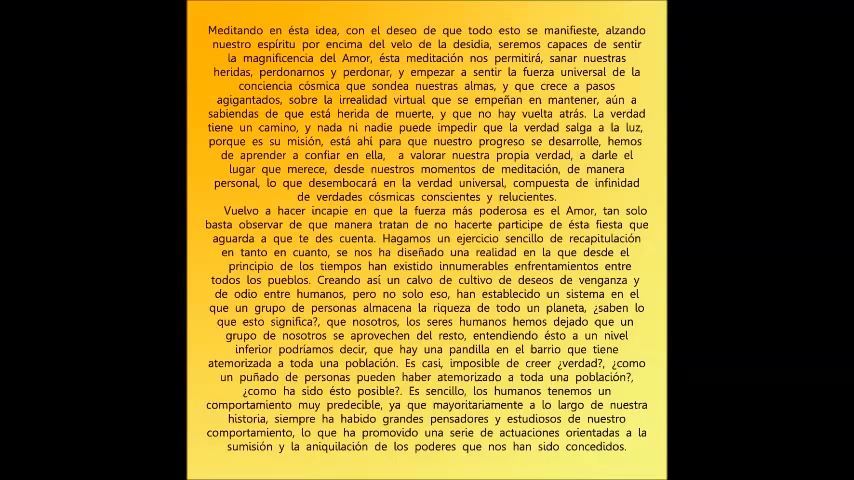 Meditando en ésta idea, con el deseo de que todo esto se manifieste, alzando
nuestro espíritu por encima del velo de la desidia, seremos capaces de sentir
la magnificencia del Amor, ésta meditación nos permitirá, sanar nuestras
heridas, perdonarnos y perdonar, y empezar a sentir la fuerza universal de la
conciencia cósmica que sondea nuestras almas, y que crece a pasos
agigantados, sobre la irrealidad virtual que se empeñan en mantener, aún a
sabiendas de que está herida de muerte, y que no hay vuelta atrás. La verdad
tiene un camino, y nada ni nadie puede impedir que la verdad salga a la luz,
porque es su misión, está ahí para que nuestro progreso se desarrolle, hemos
de aprender a confiar en ella, a valorar nuestra propia verdad, a darle el
lugar que merece, desde nuestros momentos de meditación, de manera
personal, lo que desembocará en la verdad universal, compuesta de infinidad
de verdades cósmicas conscientes y relucientes.
Vuelvo a hacer incapie en que la fuerza más poderosa es el Amor, tan solo
basta observar de que manera tratan de no hacerte participe de ésta fiesta que
aguarda a que te des cuenta. Hagamos un ejercicio sencillo de recapitulación
en tanto en cuanto, se nos ha diseñado una realidad en la que desde el
principio de los tiempos han existido innumerables enfrentamientos entre
todos los pueblos. Creando así un calvo de cultivo de deseos de venganza y
de odio entre humanos, pero no solo eso, han establecido un sistema en el
que un grupo de personas almacena la riqueza de todo un planeta, ¿saben lo
que esto significa?, que nosotros, los seres humanos hemos dejado que un
grupo de nosotros se aprovechen del resto, entendiendo ésto a un nivel
inferior podríamos decir, que hay una pandilla en el barrio que tiene
atemorizada a toda una población. Es casi, imposible de creer ¿verdad?, ¿como
un puñado de personas pueden haber atemorizado a toda una población?,
¿como ha sido ésto posible?. Es sencillo, los humanos tenemos un
comportamiento muy predecible, ya que mayoritariamente a lo largo de nuestra
historia, siempre ha habido grandes pensadores y estudiosos de nuestro
comportamiento, lo que ha promovido una serie de actuaciones orientadas a la
sumisión y la aniquilación de los poderes que nos han sido concedidos.